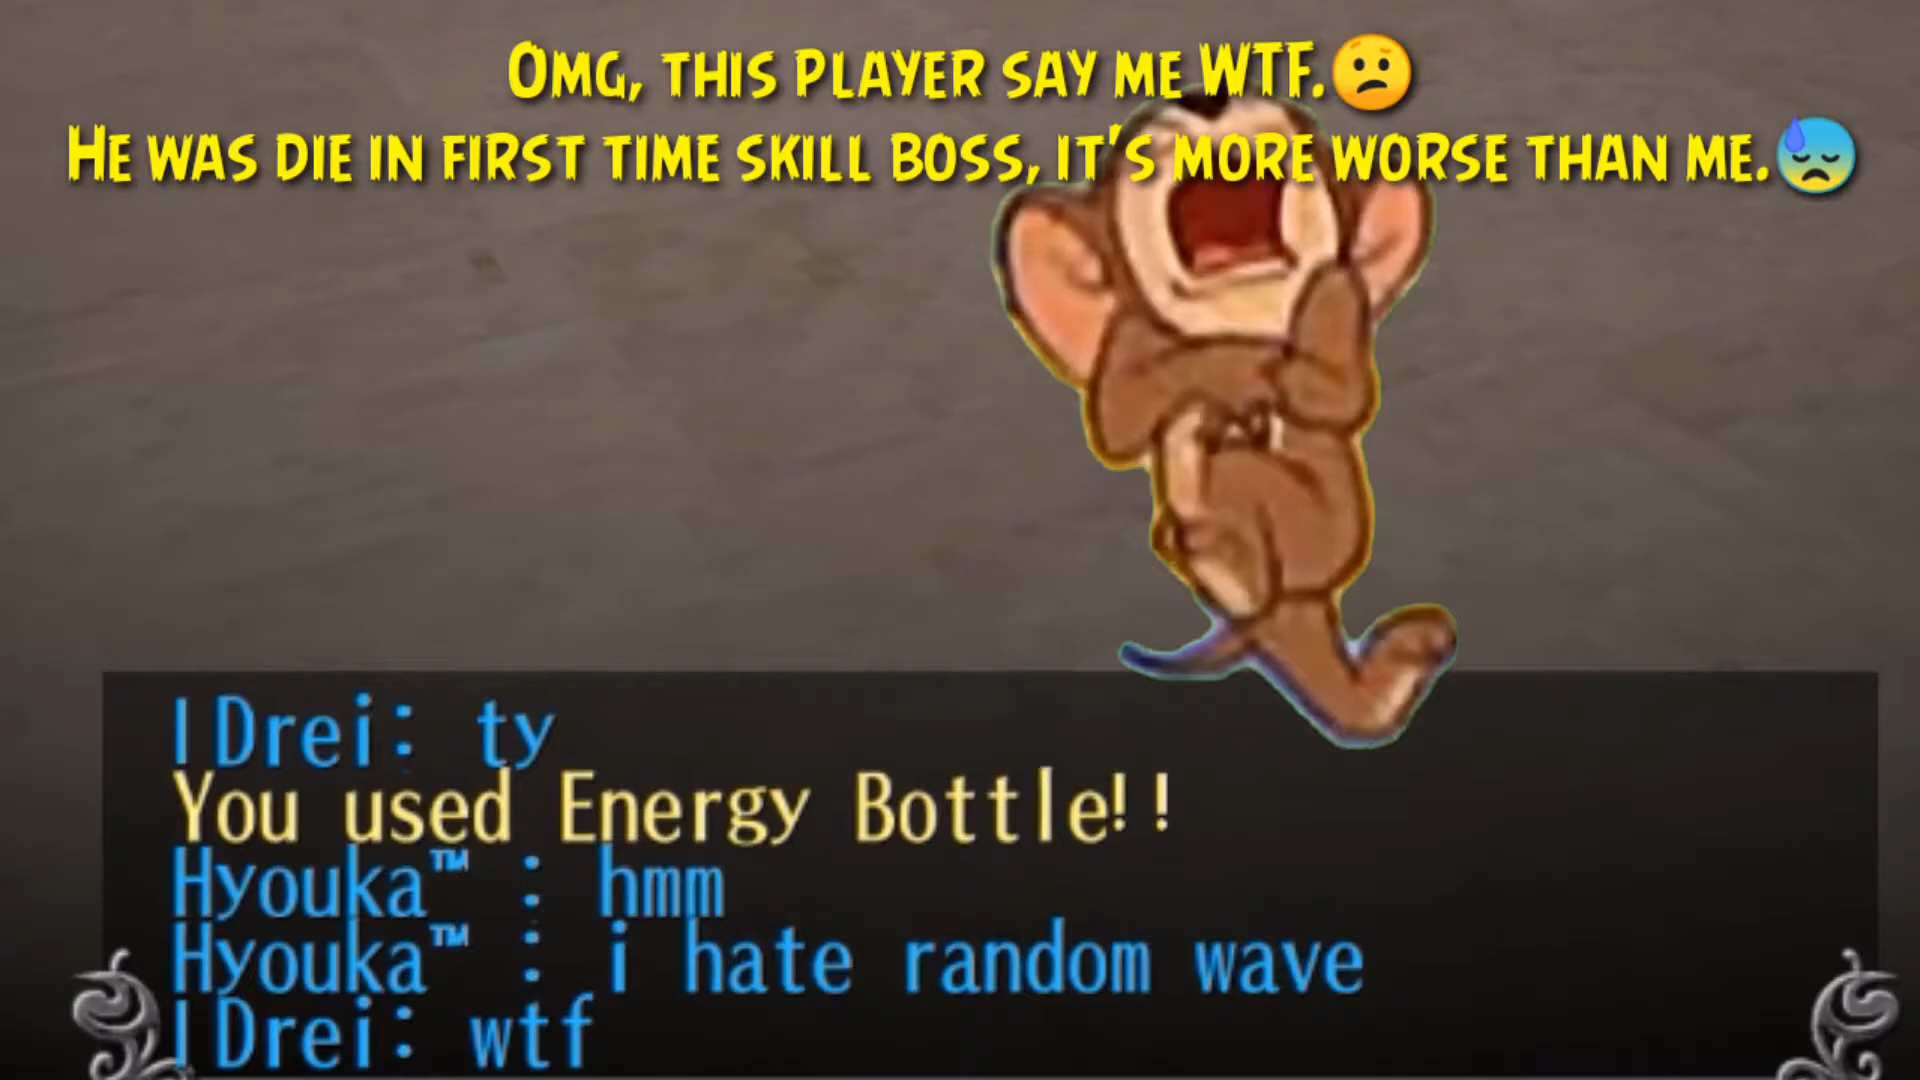 Omg, this player say me WTF.😟
He was die in first time skill boss, it's more worse than me.😓
lDrei: ty
You used Energy Bottle!!
Hyouka™ : hmm
Hyouka™ : i hate random wave
lDrei: wtf